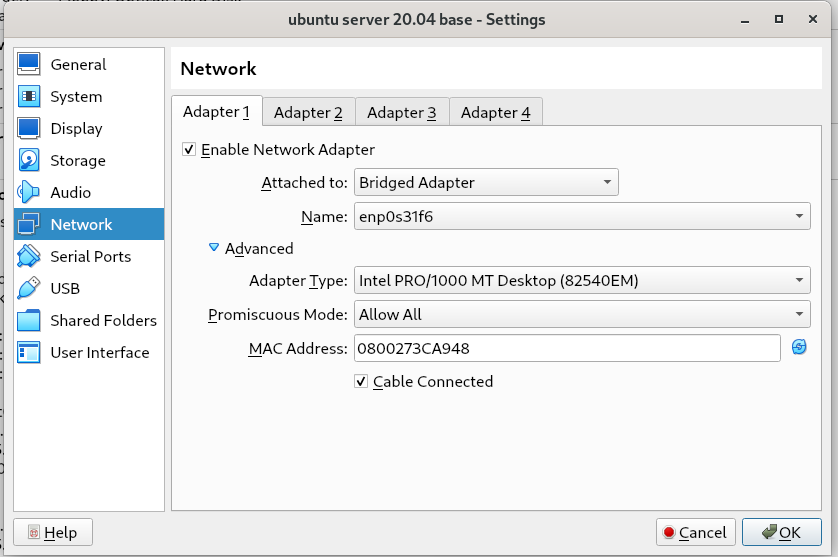 ubuntu server 20.04 base - Settings
General
System
Display
Storage
Audio
Network
Serial Ports
USB
Shared Folders
User Interface
Network
Adapter 1 Adapter 2 Adapter 3 Adapter 4
Enable Network Adapter
Attached to: Bridged Adapter
Name: enp0s31f6
Advanced
Adapter Type: Intel PRO/1000 MT Desktop (82540EM)
Promiscuous Mode: Allow All
MAC Address: 0800273CA948
Cable Connected
Help Cancel OK